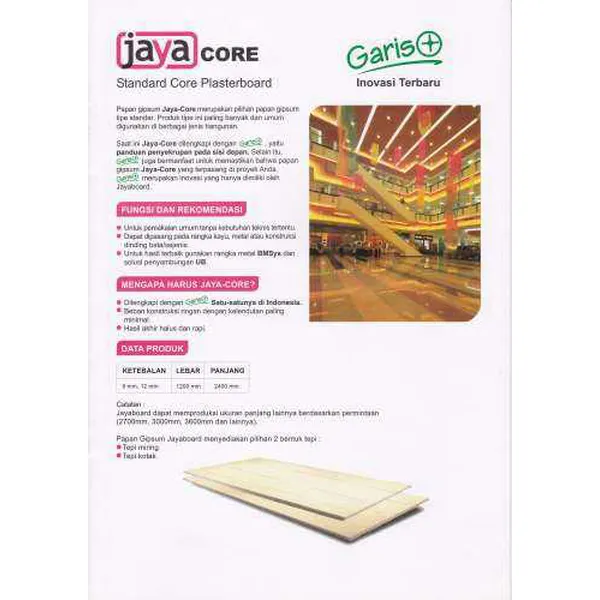 jaya CORE
Standard Core Plasterboard
Garis+
Inovasi Terbaru
Papan gipsum Jaya-Core merupakan pilihan papan gipsum
tipe standar. Produk tipe ini paling banyak dan umum
digunakan di berbagai jenis bangunan.
Saat ini Jaya-Core dilengkapi dengan Garis+, yaitu
panduan penyekrupan pada sisi depan. Selain itu,
Garis+ juga bermanfaat untuk memastikan bahwa papan
gipsum Jaya-Core yang terpasang di proyek Anda.
Garis+ merupakan inovasi yang hanya dimiliki oleh
Jayaboard.
FUNGSI DAN REKOMENDASI
Untuk pemakaian umum tanpa kebutuhan teknis tertentu.
Dapat dipasang pada rangka kayu, metal atau konstruksi
dinding bata/sejenis.
Untuk hasil terbaik gunakan rangka metal BMSys dan
solusi penyambungan UB.
MENGAPA HARUS JAYA-CORE?
Dilengkapi dengan Garis+ Satu-satunya di Indonesia.
Beban konstruksi ringan dengan kelendutan paling
minimal.
Hasil akhir halus dan rapi.
DATA PRODUK
KETEBALAN LEBAR PANJANG
9 mm, 12 mm 1200 mm 2400 mm
Catatan :
Jayaboard dapat memproduksi ukuran panjang lainnya berdasarkan permintaan
(2700mm, 3000mm, 3600mm dan lainnya).
Papan Gipsum Jayaboard menyediakan pilihan 2 bentuk tepi :
Tepi miring
Tepi kotak